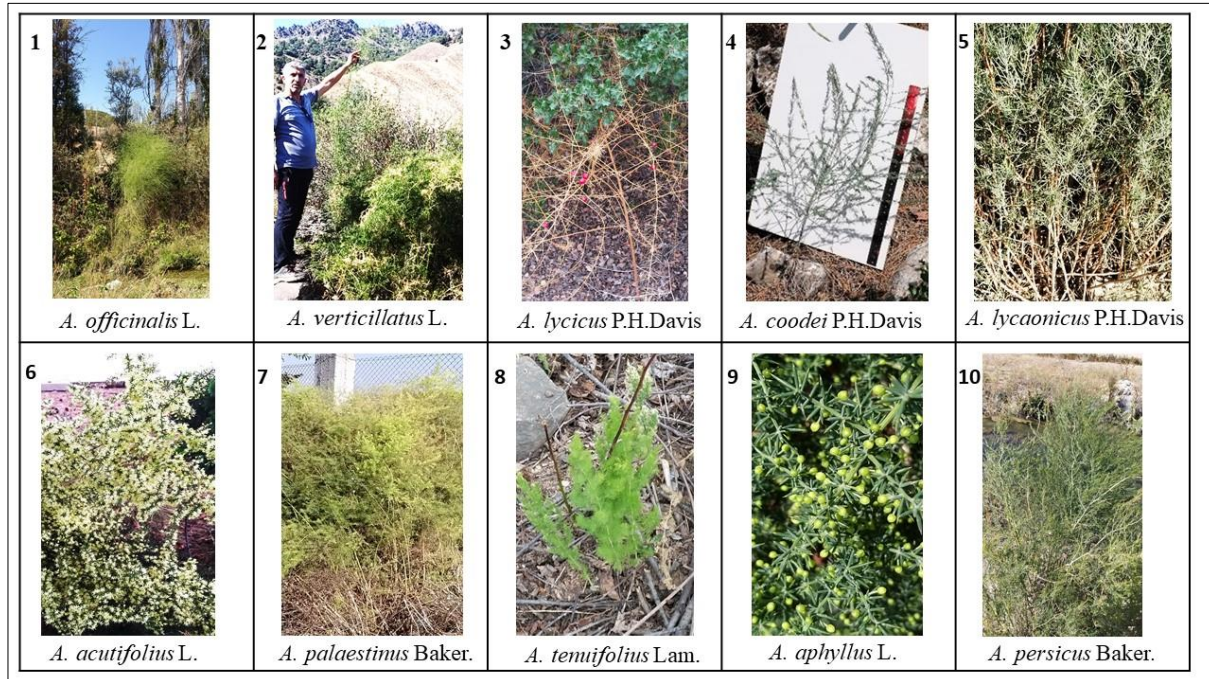 1
A. officinalis L.
2
A. verticillatus L.
3
A. lycicus P.H.Davis
4
A. coodei P.H.Davis
5
A. lycaonicus P.H.Davis
6
A. acutifolius L.
7
A. palaestinus Baker.
8
A. tenuifolius Lam.
9
A. aphyllus L.
10
A. persicus Baker.